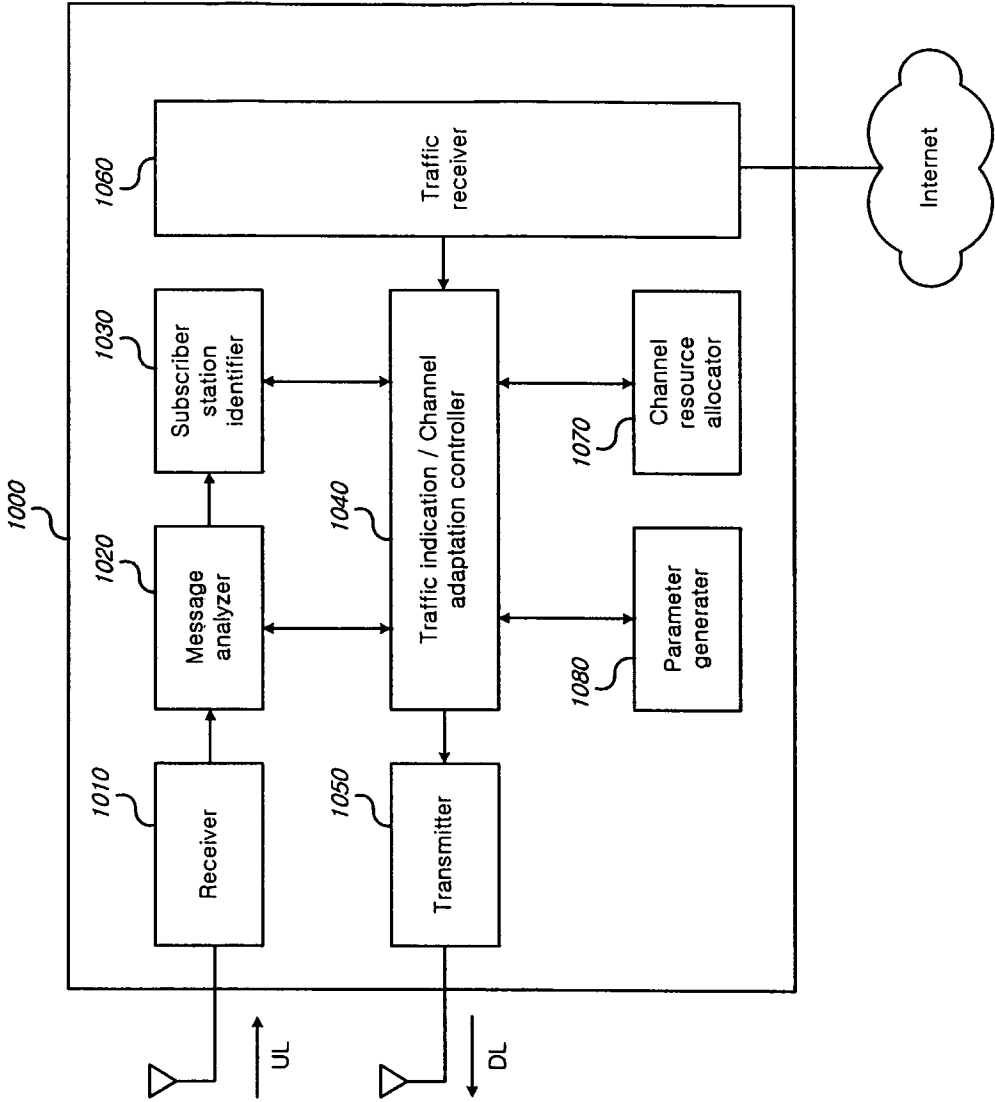 1000
1010
Receiver
1020
Message
analyzer
1030
Subscriber
station
identifier
1060
Traffic
receiver
UL
1050
Transmitter
1040
Traffic indication / Channel
adaptation controller
DL
1080
Parameter
generater
1070
Channel
resource
allocator
Internet